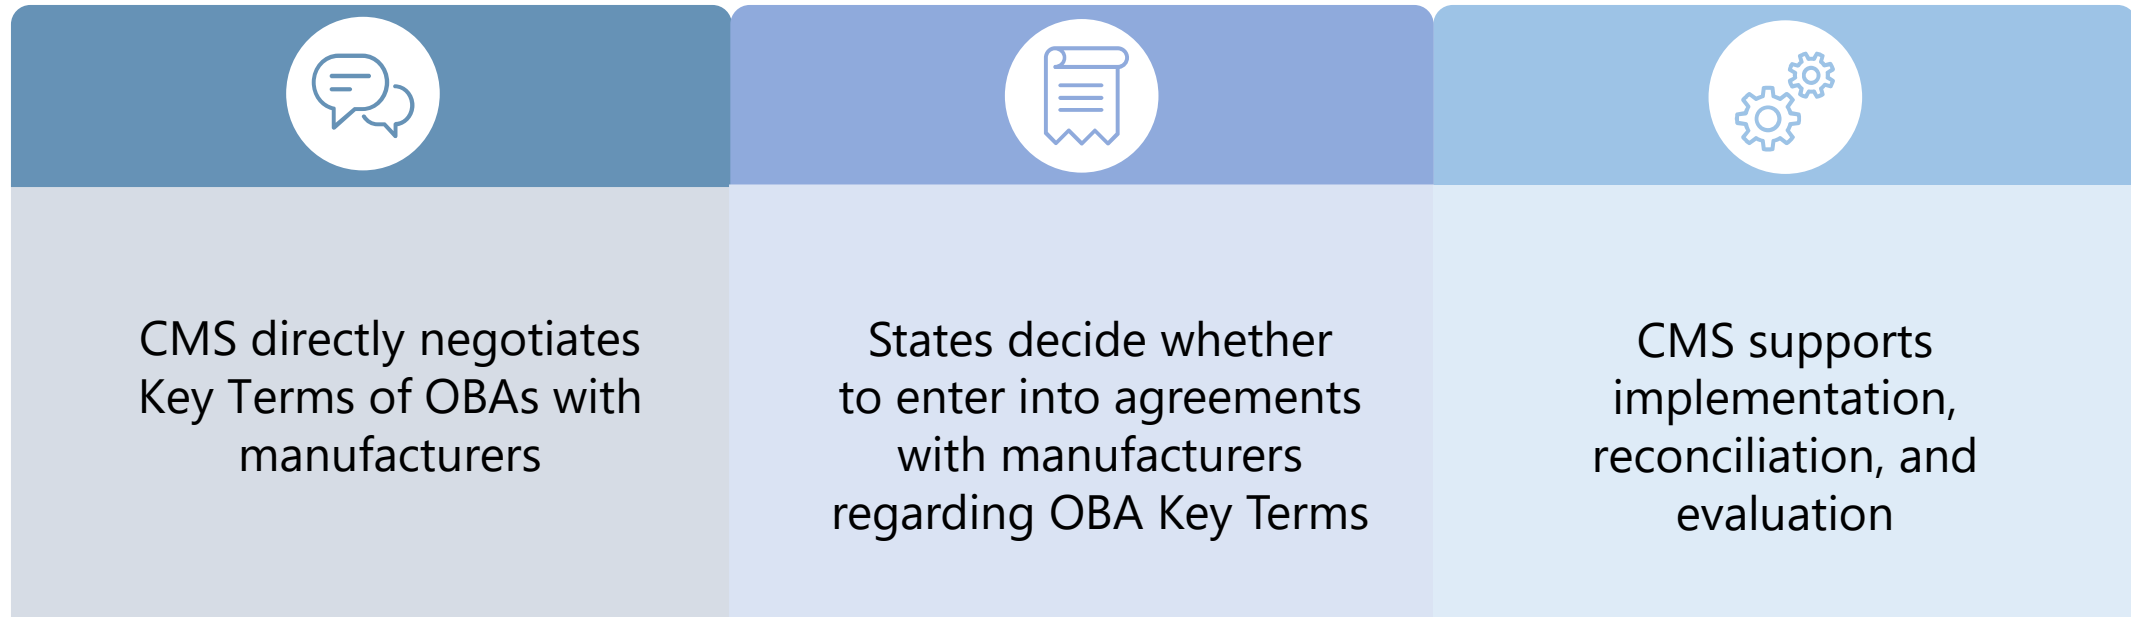 CMS directly negotiates
Key Terms of OBAs with
manufacturers
States decide whether
to enter into agreements
with manufacturers
regarding OBA Key Terms
CMS supports
implementation,
reconciliation, and
evaluation